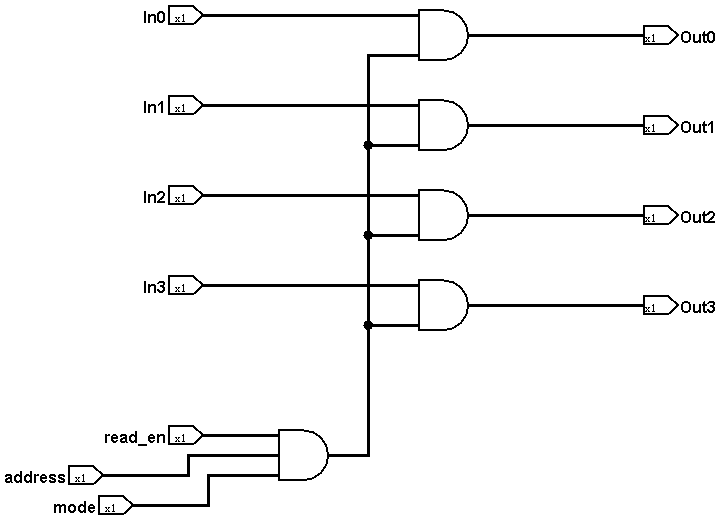 In0 x1 x1 Out0
In1 x1 x1 Out1
In2 x1 x1 Out2
In3 x1 x1 Out3
read_en x1
address x1
mode x1